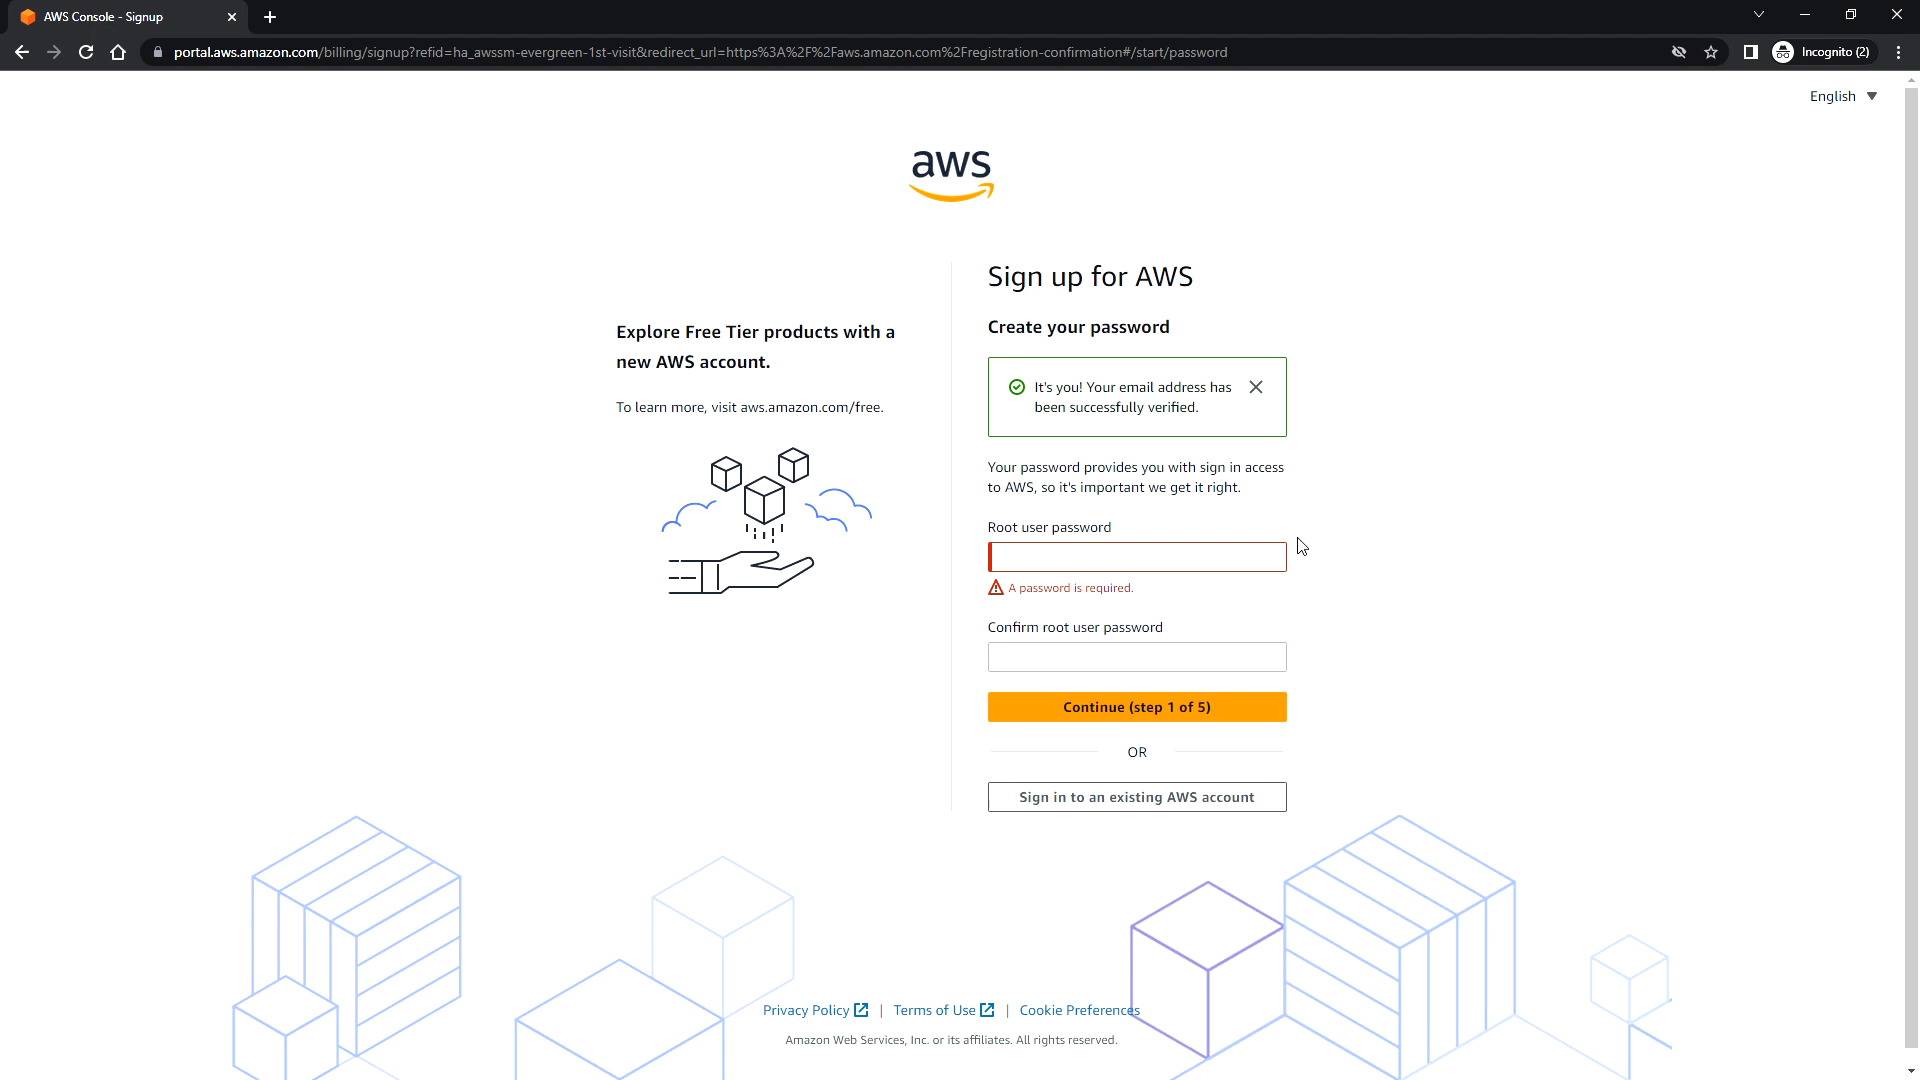 AWS Console - Signup
portal.aws.amazon.com/billing/signup?refid=ha_awssm-evergreen-1st-visit&redirect_url=https%3A%2F%2Faws.amazon.com%2Fregistration-confirmation#/start/password
Incognito (2)
English
aws
Explore Free Tier products with a
new AWS account.
To learn more, visit aws.amazon.com/free.
Sign up for AWS
Create your password
It's you! Your email address has
been successfully verified.
Your password provides you with sign in access
to AWS, so it's important we get it right.
Root user password
A password is required.
Confirm root user password
Continue (step 1 of 5)
OR
Sign in to an existing AWS account
Privacy Policy | Terms of Use | Cookie Preferences
Amazon Web Services, Inc. or its affiliates. All rights reserved.